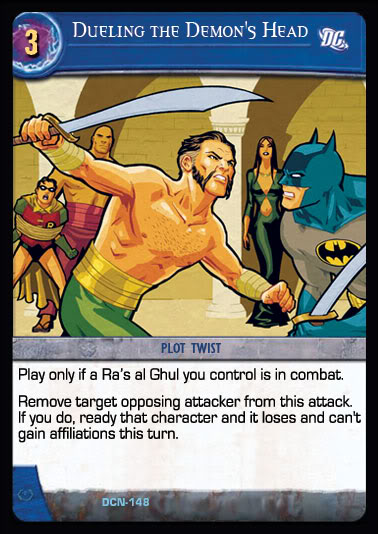 3
Dueling the Demon's Head
DC
PLOT TWIST
Play only if a Ra's al Ghul you control is in combat.
Remove target opposing attacker from this attack.
If you do, ready that character and it loses and can't
gain affiliations this turn.
DCN-148